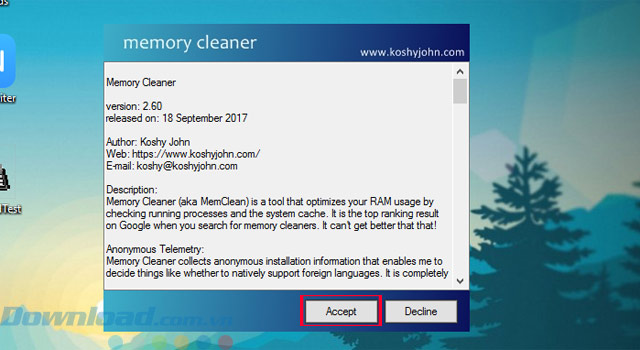 memory cleaner
www.koshyjohn.com
Memory Cleaner
version: 2.60
released on: 18 September 2017
Author: Koshy John
Web: https://www.koshyjohn.com/
E-mail: koshy@koshyjohn.com
Description:
Memory Cleaner (aka MemClean) is a tool that optimizes your RAM usage by
checking running processes and the system cache. It is the top ranking result
on Google when you search for memory cleaners. It can't get better that that!
Anonymous Telemetry:
Memory Cleaner collects anonymous installation information that enables me to
decide things like whether to natively support foreign languages. It is completely
Accept
Decline
Download.com.vn